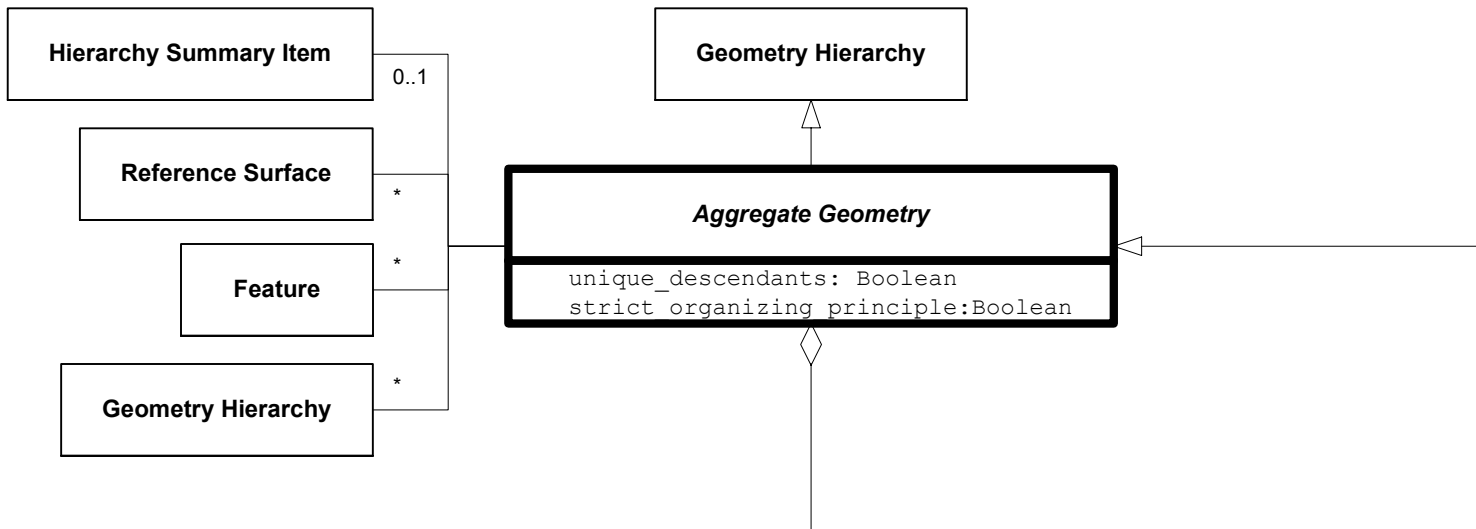 Hierarchy Summary Item
0..1
Geometry Hierarchy
Reference Surface
*
Aggregate Geometry
Feature
*
unique_descendants: Boolean
strict_organizing_principle:Boolean
Geometry Hierarchy
*